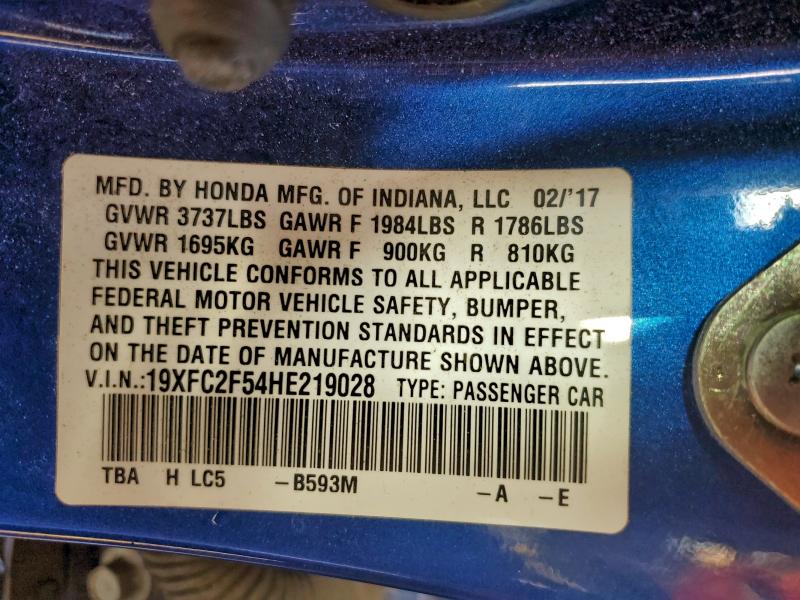 MFD. BY HONDA MFG. OF INDIANA, LLC 02/'17
GVWR 3737LBS GAWR F 1984LBS R 1786LBS
GVWR 1695KG GAWR F 900KG R 810KG
THIS VEHICLE CONFORMS TO ALL APPLICABLE
FEDERAL MOTOR VEHICLE SAFETY, BUMPER,
AND THEFT PREVENTION STANDARDS IN EFFECT
ON THE DATE OF MANUFACTURE SHOWN ABOVE.
V.I.N.:19XFC2F54HE219028 TYPE: PASSENGER CAR
TBA H LC5 -B593M -A -E